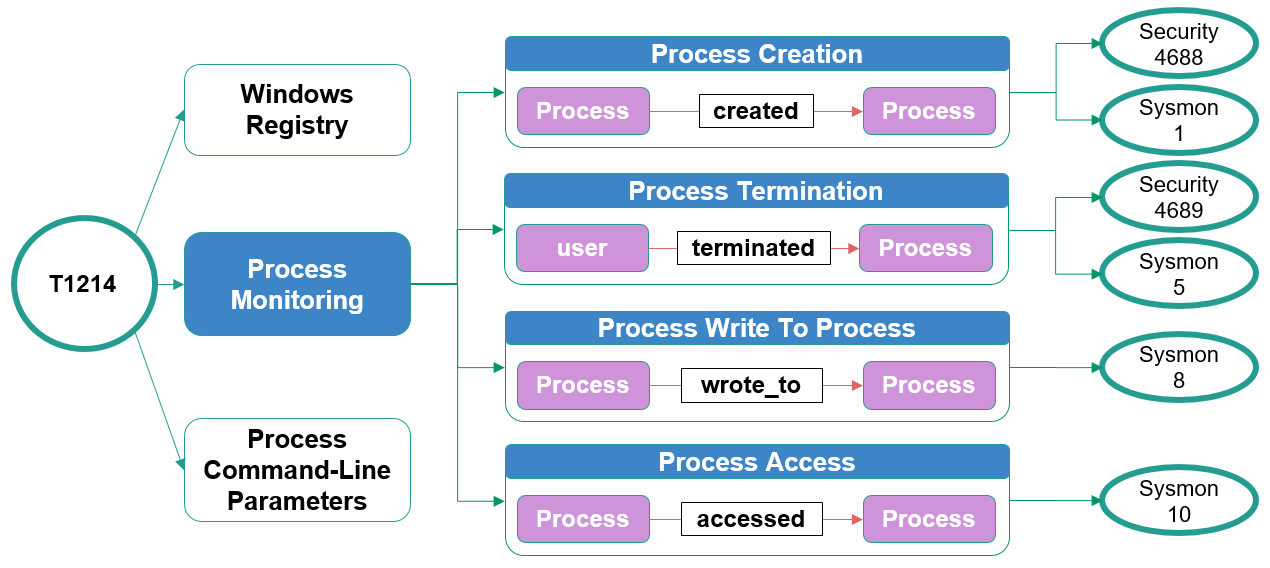 T1214
Windows
Registry
Process
Monitoring
Process
Command-Line
Parameters
Process Creation
Process
created
Process
Process Termination
user
terminated
Process
Process Write To Process
Process
wrote_to
Process
Process Access
Process
accessed
Process
Security
4688
Sysmon
1
Security
4689
Sysmon
5
Sysmon
8
Sysmon
10